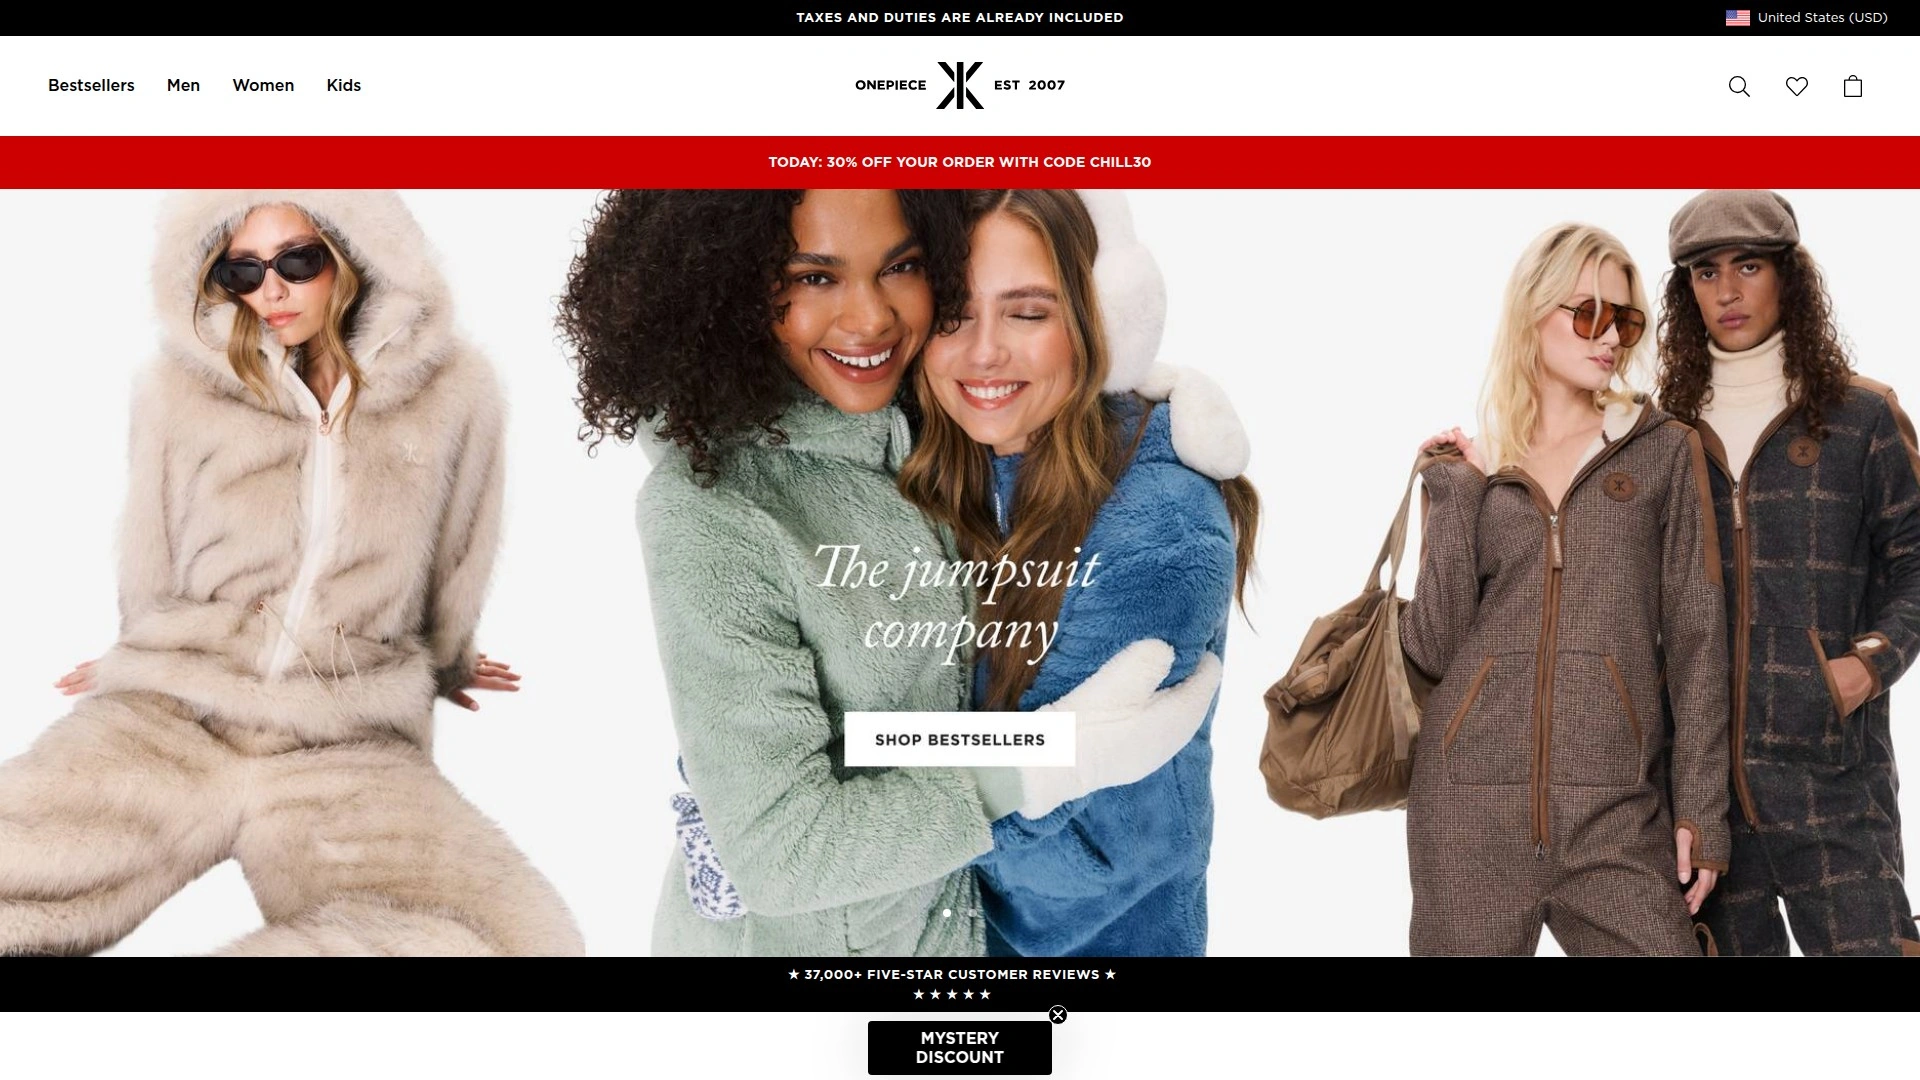 TAXES AND DUTIES ARE ALREADY INCLUDED
United States (USD)
Bestsellers
Men
Women
Kids
ONEPIECE EST 2007
TODAY: 30% OFF YOUR ORDER WITH CODE CHILL30
The jumpsuit
company
SHOP BESTSELLERS
★ 37,000+ FIVE-STAR CUSTOMER REVIEWS ★
★★★★★
MYSTERY
DISCOUNT